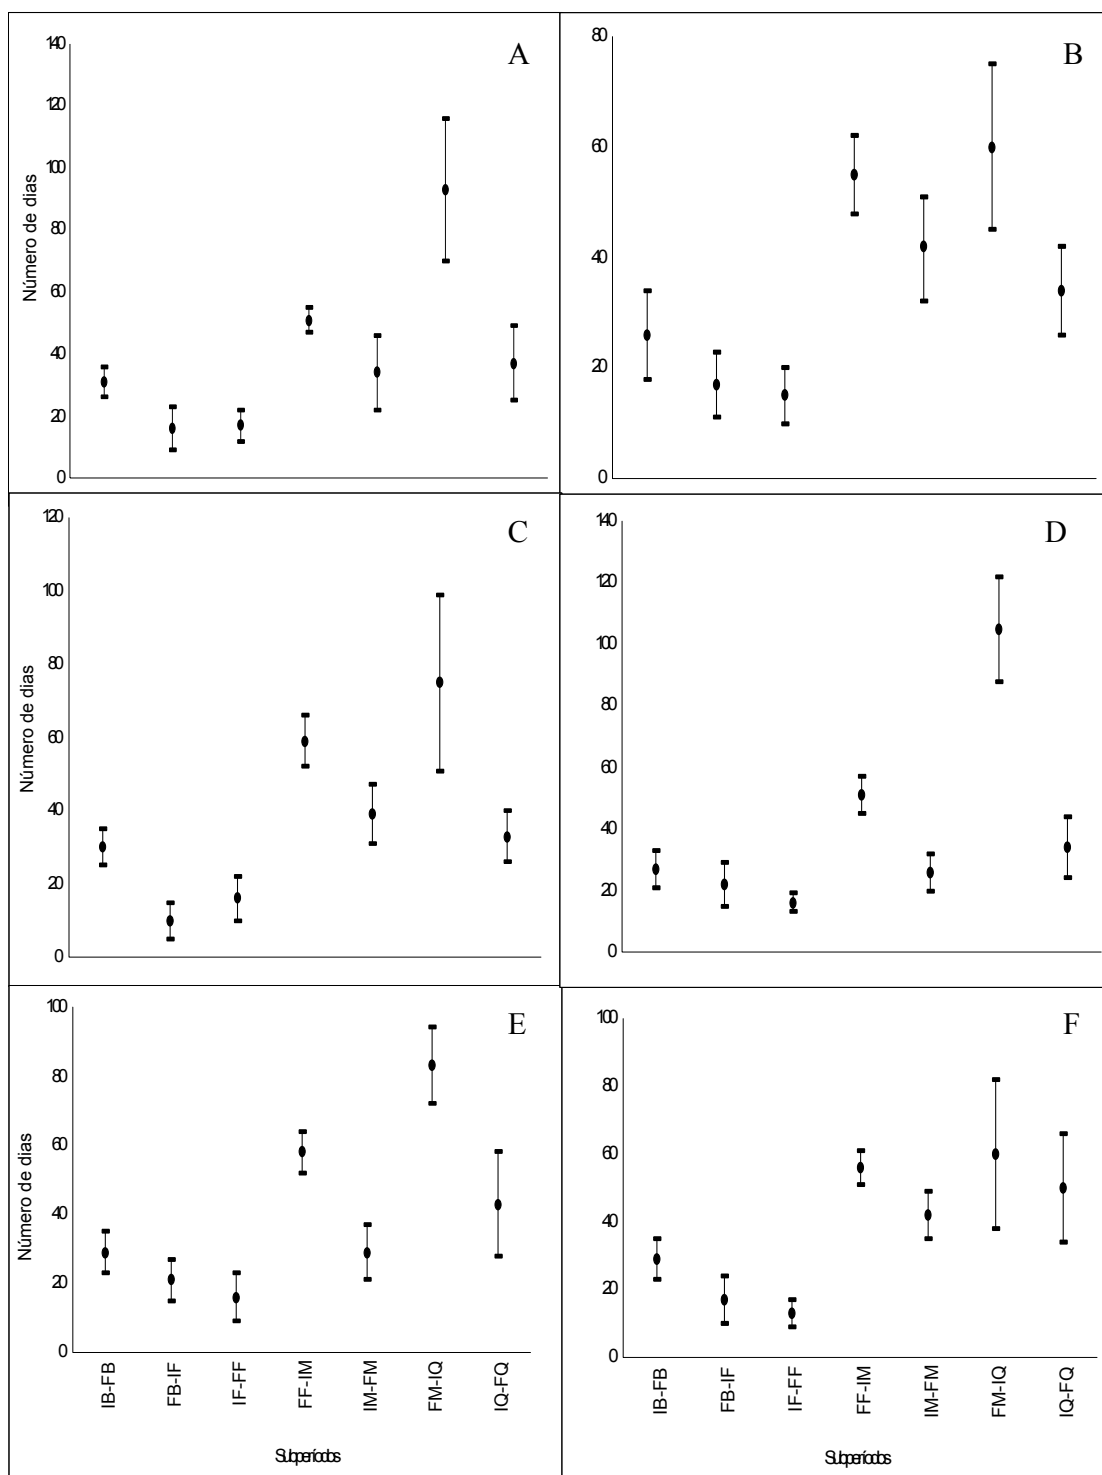 A
Número de dias
140
120
100
80
60
40
20
0
B
80
60
40
20
0
C
Número de dias
120
100
80
60
40
20
0
D
140
120
100
80
60
40
20
0
E
Número de dias
100
80
60
40
20
0
IB-FB
FB-IF
IF-FF
FF-IM
IM-FM
FM-IQ
IQ-FQ
Subperíodos
F
100
80
60
40
20
0
IB-FB
FB-IF
IF-FF
FF-IM
IM-FM
FM-IQ
IQ-FQ
Subperíodos